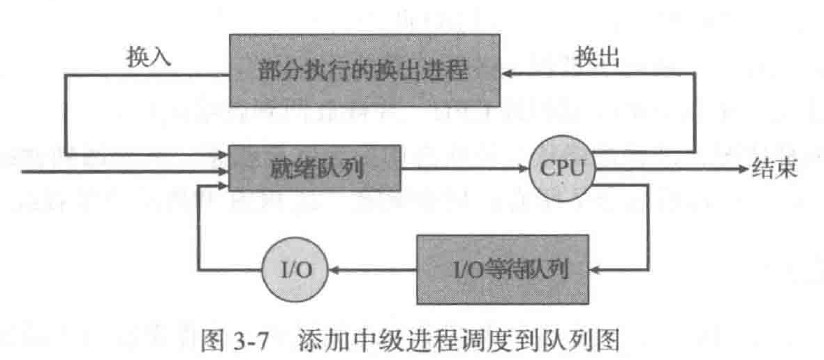 换入
部分执行的换出进程
换出
就绪队列
CPU
结束
I/O
I/O等待队列
图 3-7 添加中级进程调度到队列图